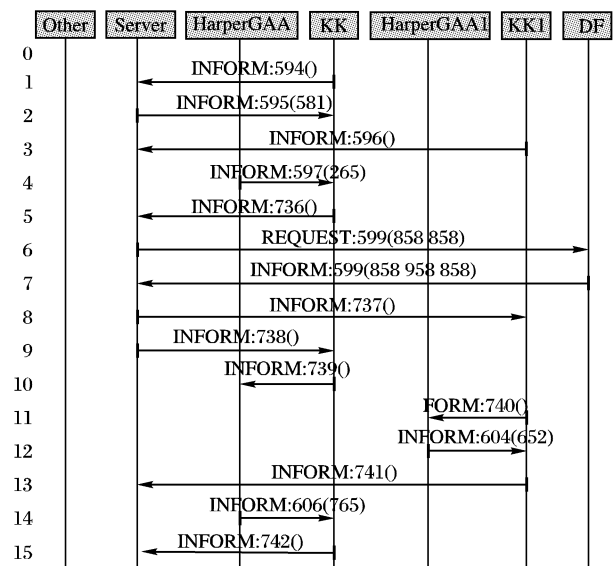 Other Server HarperGAA KK HarperGAA1 KK1 DF
0
INFORM:594()
1
INFORM:595(581)
2
INFORM:596()
3
INFORM:597(265)
4
INFORM:736()
5
REQUEST:599(858 858)
6
INFORM:599(858 958 858)
7
INFORM:737()
8
INFORM:738()
9
INFORM:739()
10
FORM:740()
11
INFORM:604(652)
12
INFORM:741()
13
INFORM:606(765)
14
INFORM:742()
15